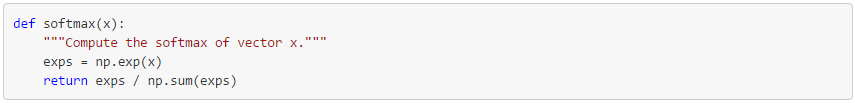 def softmax(x):
    """Compute the softmax of vector x."""
    exps = np.exp(x)
    return exps / np.sum(exps)